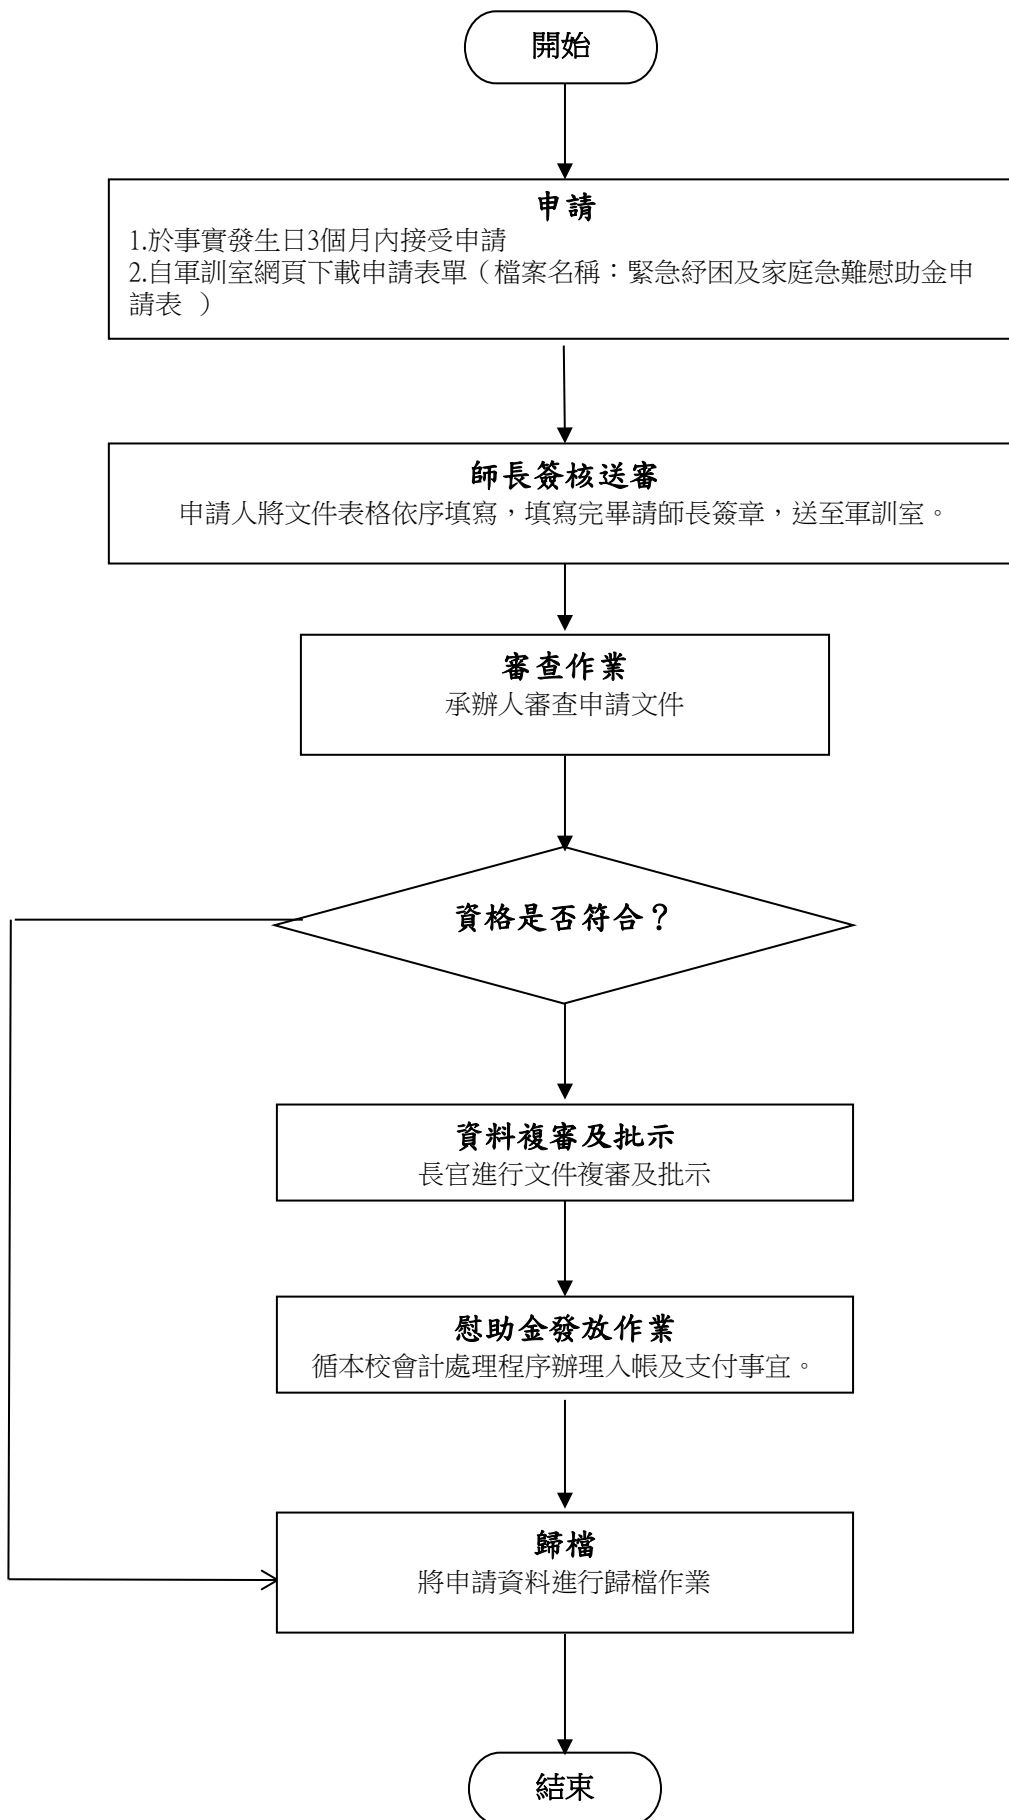 開始
申請
1.於事實發生日3個月內接受申請
2.自軍訓室網頁下載申請表單（檔案名稱：緊急紓困及家庭急難慰助金申
請表 ）
師長簽核送審
申請人將文件表格依序填寫，填寫完畢請師長簽章，送至軍訓室。
審查作業
承辦人審查申請文件
資格是否符合？
資料複審及批示
長官進行文件複審及批示
慰助金發放作業
循本校會計處理程序辦理入帳及支付事宜。
歸檔
將申請資料進行歸檔作業
結束